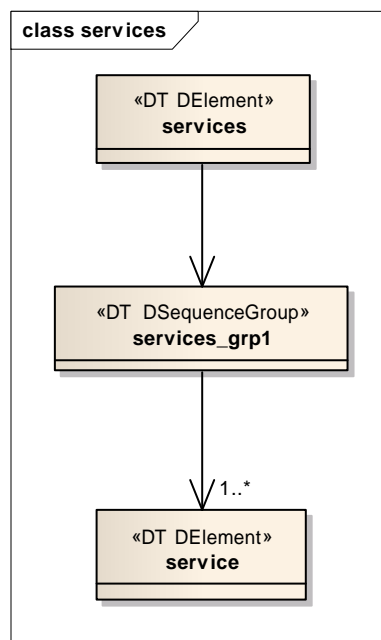 class services
«DT DElement»
services
«DT DSequenceGroup»
services_grp1
1..*
«DT DElement»
service